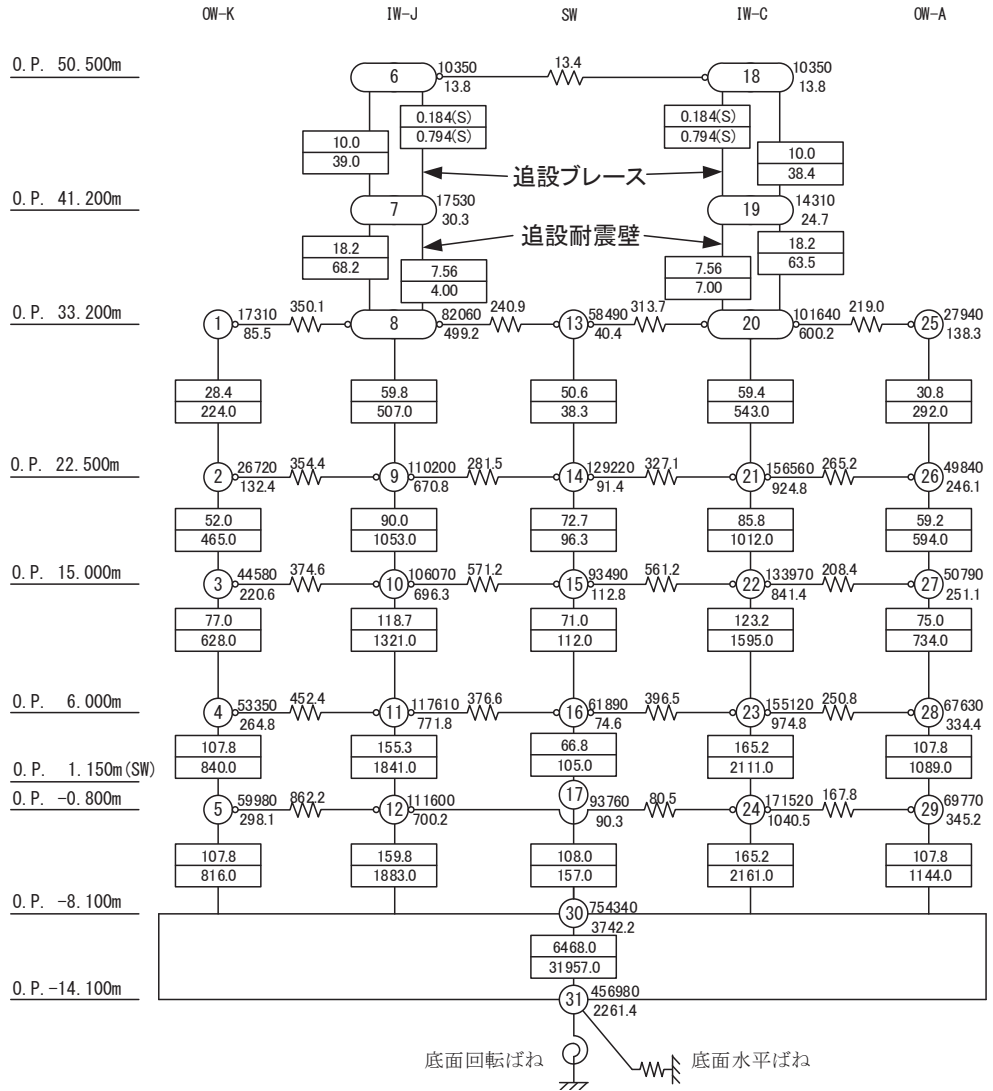 OW-K IW-J SW IW-C OW-A
O.P. 50.500m
6 10350 13.4 18 10350
13.8 13.8
0.184(S) 0.184(S)
0.794(S) 0.794(S)
10.0 10.0
39.0 38.4
追設ブレース
O.P. 41.200m
7 17530 19 14310
30.3 24.7
追設耐震壁
18.2 18.2
68.2 63.5
7.56 7.56
4.00 7.00
O.P. 33.200m
1 17310 350.1 8 82060 240.9 13 58490 313.7 20 101640 219.0 25 27940
85.5 499.2 40.4 600.2 138.3
28.4 59.8 50.6 59.4 30.8
224.0 507.0 38.3 543.0 292.0
O.P. 22.500m
2 26720 354.4 9 110200 281.5 14 129220 327.1 21 156560 265.2 26 49840
132.4 670.8 91.4 924.8 246.1
52.0 90.0 72.7 85.8 59.2
465.0 1053.0 96.3 1012.0 594.0
O.P. 15.000m
3 44580 374.6 10 106070 571.2 15 93490 561.2 22 133970 208.4 27 50790
220.6 696.3 112.8 841.4 251.1
77.0 118.7 71.0 123.2 75.0
628.0 1321.0 112.0 1595.0 734.0
O.P. 6.000m
4 53350 452.4 11 117610 376.6 16 61890 396.5 23 155120 250.8 28 67630
264.8 771.8 74.6 974.8 334.4
107.8 155.3 66.8 165.2 107.8
840.0 1841.0 105.0 2111.0 1089.0
O.P. 1.150m(SW)
17
O.P. -0.800m
5 59980 862.2 12 111600 93760 80.5 24 171520 167.8 29 69770
298.1 700.2 90.3 1040.5 345.2
107.8 159.8 108.0 165.2 107.8
816.0 1883.0 157.0 2161.0 1144.0
O.P. -8.100m
30 754340
3742.2
6468.0
31957.0
O.P.-14.100m
31 456980
2261.4
底面回転ばね 底面水平ばね